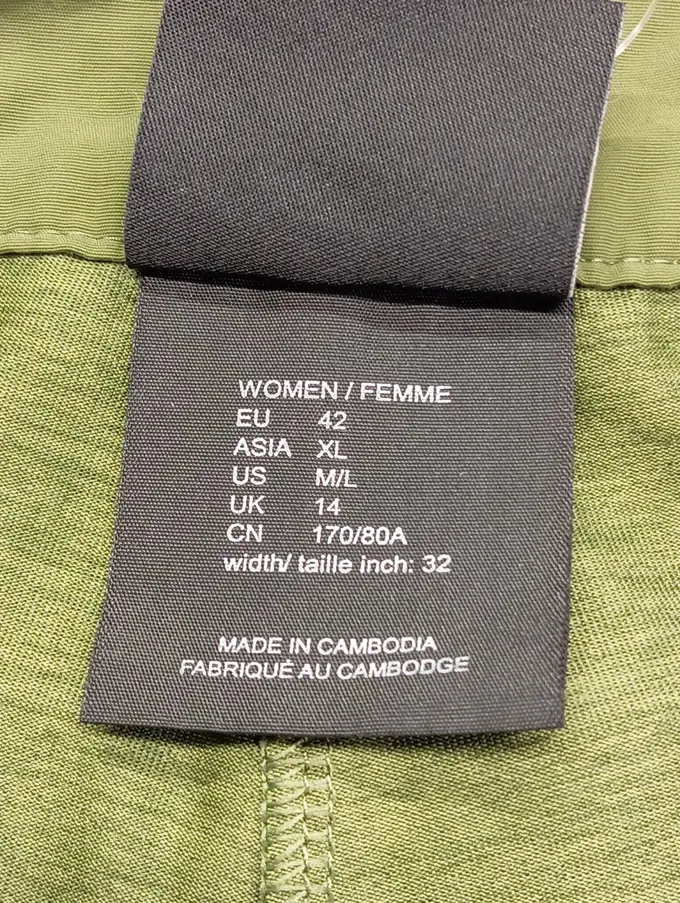 WOMEN / FEMME
EU 42
ASIA XL
US M/L
UK 14
CN 170/80A
width/ taille inch: 32
MADE IN CAMBODIA
FABRIQUÉ AU CAMBODGE